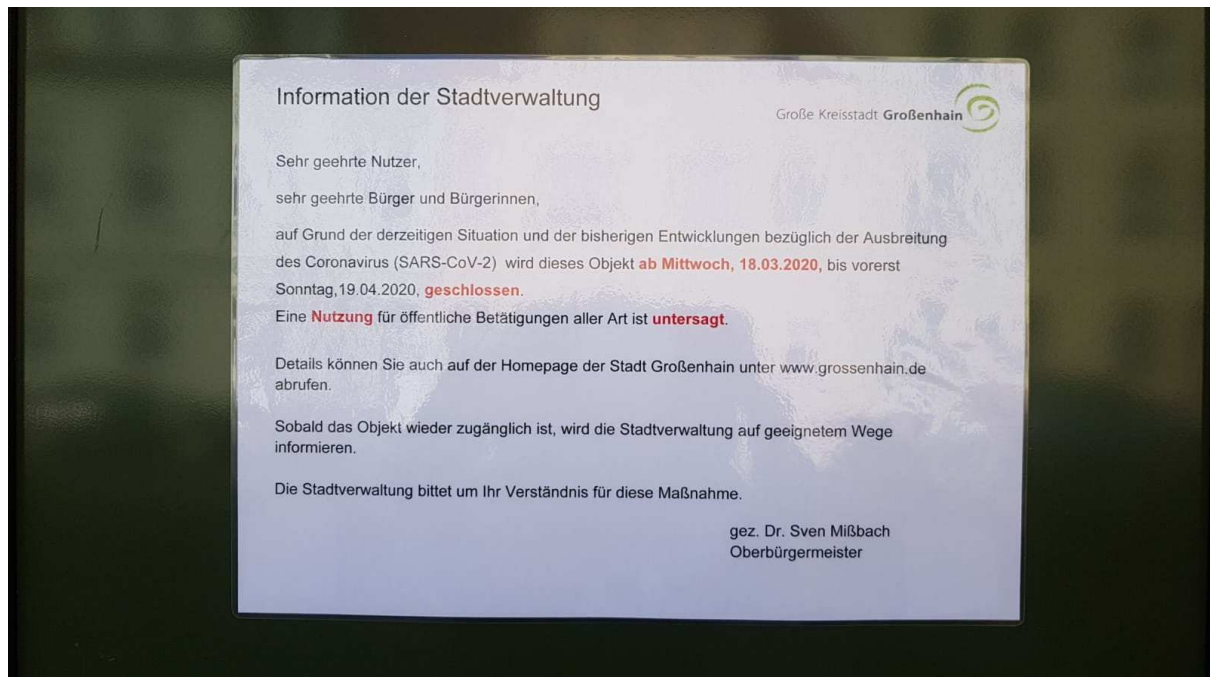 Information der Stadtverwaltung
Große Kreisstadt Großenhain
Sehr geehrte Nutzer,
sehr geehrte Bürger und Bürgerinnen,
auf Grund der derzeitigen Situation und der bisherigen Entwicklungen bezüglich der Ausbreitung
des Coronavirus (SARS-CoV-2) wird dieses Objekt ab Mittwoch, 18.03.2020, bis vorerst
Sonntag,19.04.2020, geschlossen.
Eine Nutzung für öffentliche Betätigungen aller Art ist untersagt.
Details können Sie auch auf der Homepage der Stadt Großenhain unter www.grossenhain.de
abrufen.
Sobald das Objekt wieder zugänglich ist, wird die Stadtverwaltung auf geeignetem Wege
informieren.
Die Stadtverwaltung bittet um Ihr Verständnis für diese Maßnahme.
gez. Dr. Sven Mißbach
Oberbürgermeister